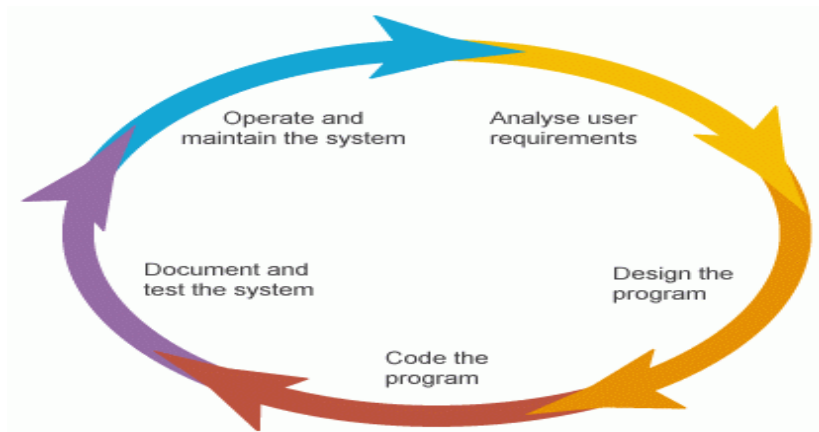 Operate and
maintain the system
Analyse user
requirements
Design the
program
Code the
program
Document and
test the system